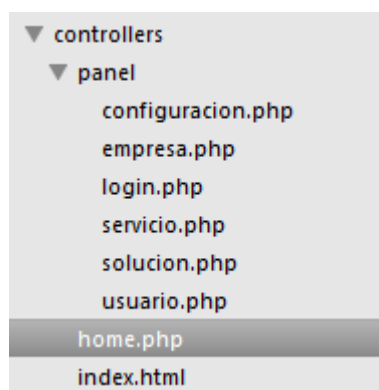 controllers
panel
configuracion.php
empresa.php
login.php
servicio.php
solucion.php
usuario.php
home.php
index.html